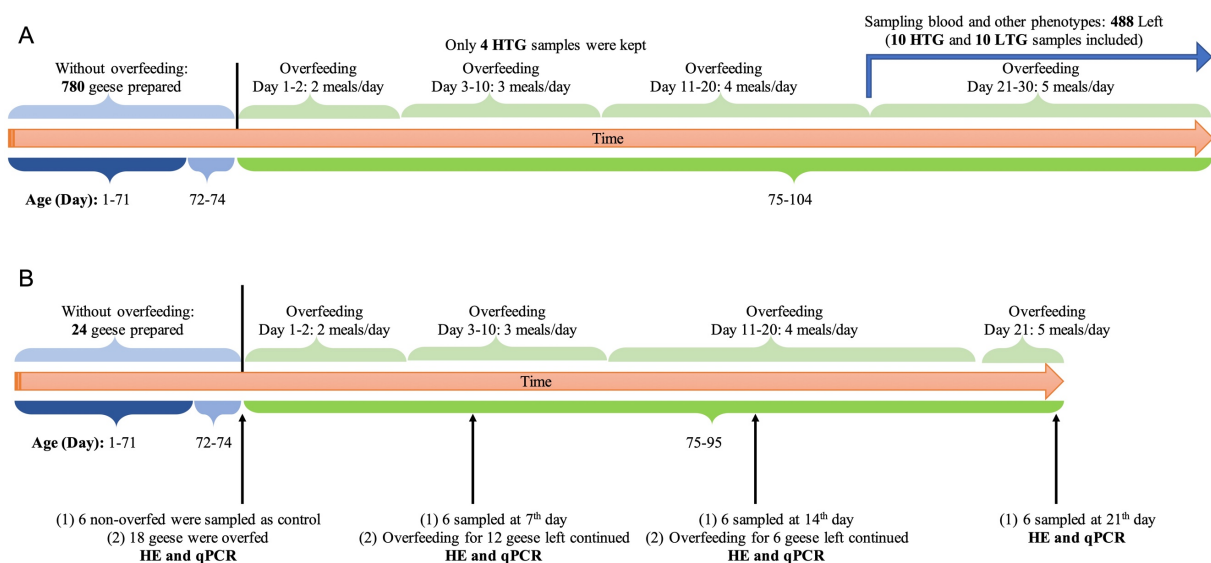 A
Sampling blood and other phenotypes: 488 Left
(10 HTG and 10 LTG samples included)
Only 4 HTG samples were kept
Without overfeeding:
780 geese prepared
Overfeeding
Day 1-2: 2 meals/day
Overfeeding
Day 3-10: 3 meals/day
Overfeeding
Day 11-20: 4 meals/day
Overfeeding
Day 21-30: 5 meals/day
Time
Age (Day): 1-71
72-74
75-104
B
Without overfeeding:
24 geese prepared
Overfeeding
Day 1-2: 2 meals/day
Overfeeding
Day 3-10: 3 meals/day
Overfeeding
Day 11-20: 4 meals/day
Overfeeding
Day 21: 5 meals/day
Time
Age (Day): 1-71
72-74
75-95
(1) 6 non-overfed were sampled as control
(2) 18 geese were overfed
HE and qPCR
(1) 6 sampled at 7th day
(2) Overfeeding for 12 geese left continued
HE and qPCR
(1) 6 sampled at 14th day
(2) Overfeeding for 6 geese left continued
HE and qPCR
(1) 6 sampled at 21th day
HE and qPCR